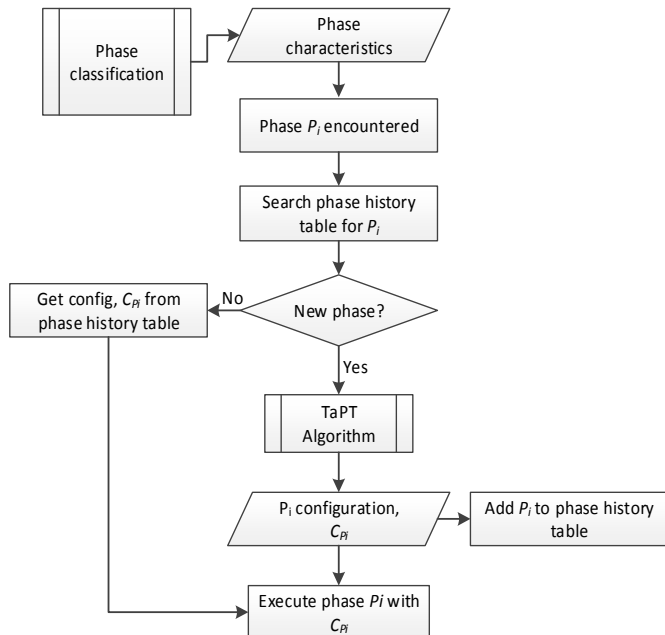 Phase
classification
Phase
characteristics
Phase Pi encountered
Search phase history
table for Pi
New phase?
No
Get config, CPi from
phase history table
Yes
TaPT
Algorithm
Pi configuration,
CPi
Add Pi to phase history
table
Execute phase Pi with
CPi